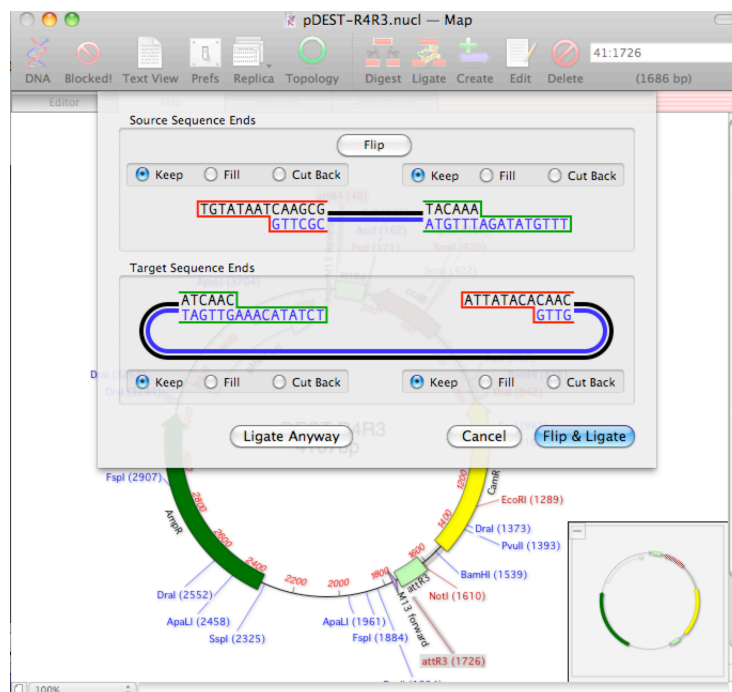 pDEST-R4R3.nucl — Map
DNA Blocked! Text View Prefs Replica Topology Digest Ligate Create Edit Delete
41:1726
(1686 bp)
Editor
Source Sequence Ends
Flip
Keep Fill Cut Back Keep Fill Cut Back
TGTATAATCAAGCG TACAAA
GTTCGC ATGTTTAGATATGTTT
Target Sequence Ends
ATCAAC ATTATACACAAC
TAGTTGAAACATATCT GTTG
Keep Fill Cut Back Keep Fill Cut Back
Ligate Anyway Cancel Flip & Ligate
FspI (2907)
AmpR
2800
2600
2400
2200
2000
1800
1600
1400
1200
CamR
EcoRI (1289)
DraI (1373)
PvuII (1393)
BamHI (1539)
NotI (1610)
attR3
M13 forward
attR3 (1726)
DraI (2552)
ApaLI (2458)
SspI (2325)
ApaLI (1961)
FspI (1884)
100%